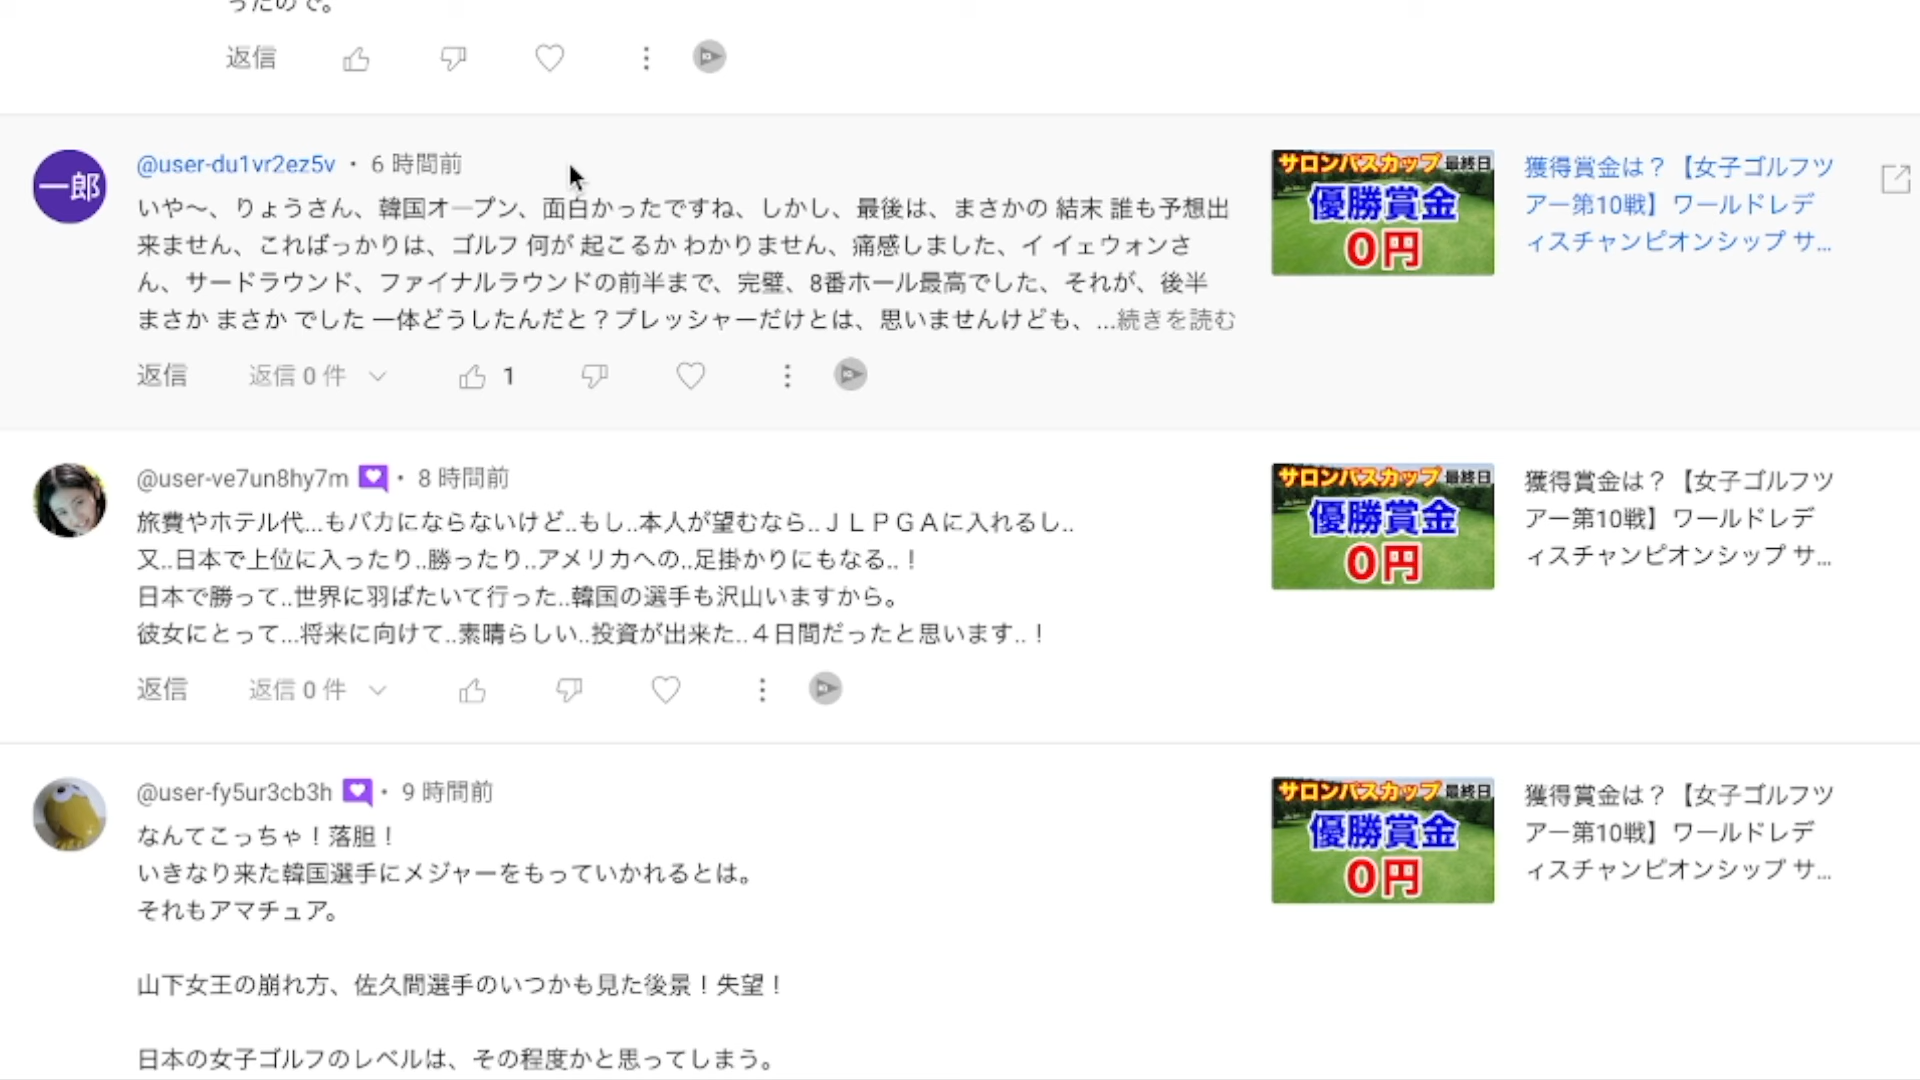 ったので。
返信
一郎
@user-du1vr2ez5v ・ 6 時間前
いや〜、りょうさん、韓国オープン、面白かったですね、しかし、最後は、まさかの 結末 誰も予想出
来ません、こればっかりは、ゴルフ 何が 起こるか わかりません、痛感しました、イ イェウォンさ
ん、サードラウンド、ファイナルラウンドの前半まで、完璧、8番ホール最高でした、それが、後半
まさか まさか でした 一体どうしたんだと？プレッシャーだけとは、思いませんけども、...続きを読む
返信 返信 0 件 1
サロンパスカップ 最終日
優勝賞金
0円
獲得賞金は？【女子ゴルフツ
アー第10戦】ワールドレデ
ィスチャンピオンシップ サ...
@user-ve7un8hy7m ・ 8 時間前
旅費やホテル代...もバカにならないけど..もし..本人が望むなら..ＪＬＰＧＡに入れるし..
又..日本で上位に入ったり..勝ったり..アメリカへの..足掛かりにもなる..！
日本で勝って..世界に羽ばたいて行った..韓国の選手も沢山いますから。
彼女にとって...将来に向けて..素晴らしい..投資が出来た..４日間だったと思います..！
返信 返信 0 件
サロンパスカップ 最終日
優勝賞金
0円
獲得賞金は？【女子ゴルフツ
アー第10戦】ワールドレデ
ィスチャンピオンシップ サ...
@user-fy5ur3cb3h ・ 9 時間前
なんてこっちゃ！落胆！
いきなり来た韓国選手にメジャーをもっていかれるとは。
それもアマチュア。
山下女王の崩れ方、佐久間選手のいつかも見た後景！失望！
日本の女子ゴルフのレベルは、その程度かと思ってしまう。
サロンパスカップ 最終日
優勝賞金
0円
獲得賞金は？【女子ゴルフツ
アー第10戦】ワールドレデ
ィスチャンピオンシップ サ...